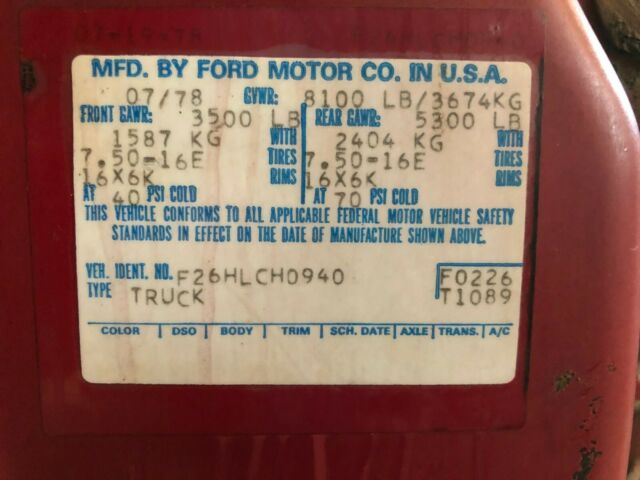 07-19-78
MFD. BY FORD MOTOR CO. IN U.S.A.
07/78 GVWR: 8100 LB/3674KG
FRONT GAWR: 3500 LB REAR GAWR: 5300 LB
1587 KG WITH 2404 KG WITH
7.50-16E TIRES 7.50-16E TIRES
16X6K RIMS 16X6K RIMS
AT 40 PSI COLD AT 70 PSI COLD
THIS VEHICLE CONFORMS TO ALL APPLICABLE FEDERAL MOTOR VEHICLE SAFETY
STANDARDS IN EFFECT ON THE DATE OF MANUFACTURE SHOWN ABOVE.
VEH. IDENT. NO. F26HLCH0940 F0226
TYPE TRUCK T1089
COLOR DSO BODY TRIM SCH. DATE AXLE TRANS. A/C